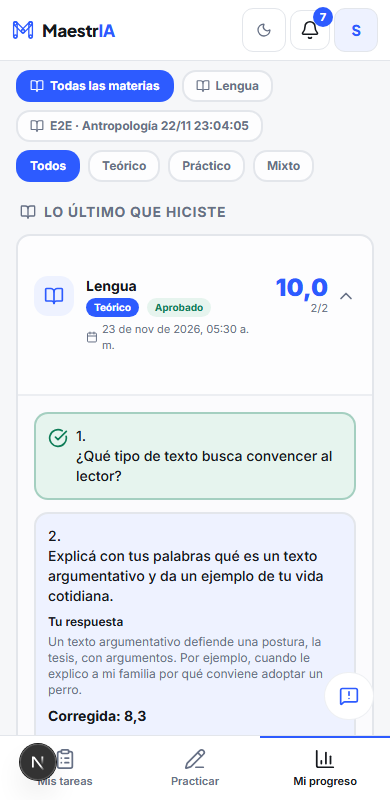 MaestrIA
7
S
Todas las materias
Lengua
E2E · Antropología 22/11 23:04:05
Todos
Teórico
Práctico
Mixto
LO ÚLTIMO QUE HICISTE
Lengua
10,0
Teórico
Aprobado
2/2
23 de nov de 2026, 05:30 a.
m.
1.
¿Qué tipo de texto busca convencer al
lector?
2.
Explicá con tus palabras qué es un texto
argumentativo y da un ejemplo de tu vida
cotidiana.
Tu respuesta
Un texto argumentativo defiende una postura, la
tesis, con argumentos. Por ejemplo, cuando le
explico a mi familia por qué conviene adoptar un
perro.
Corregida: 8,3
N
Mis tareas
Practicar
Mi progreso